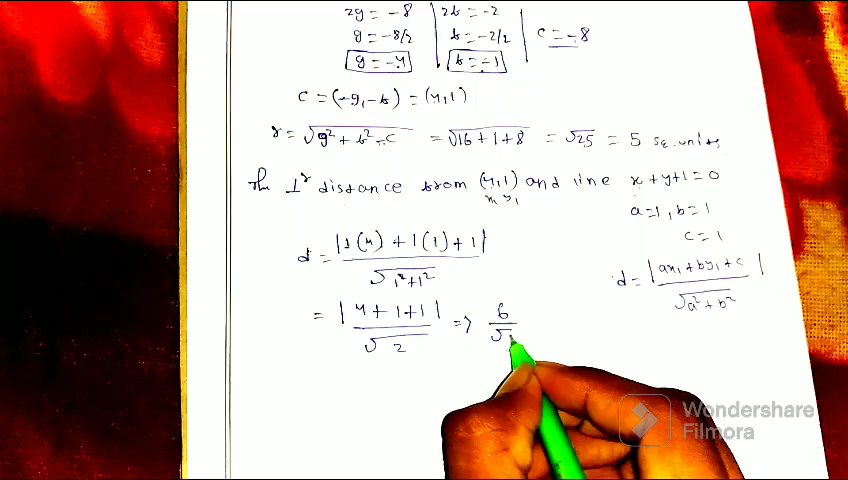 2g = -8 2f = -2
g = -8/2 f = -2/2 c = -8
g = -4 f = -1
c = (-g, -f) = (4,1)
r = √g² + f² - c = √16 + 1 + 8 = √25 = 5 sq. units
The ⊥r distance from (4,1) and line x + y + 1 = 0
x₁ y₁
a = 1, b = 1
c = 1
d = |1(4) + 1(1) + 1| / √1² + 1²
d = |ax₁ + by₁ + c| / √a² + b²
= |4 + 1 + 1| / √2 => 6 / √
Wondershare
Filmora